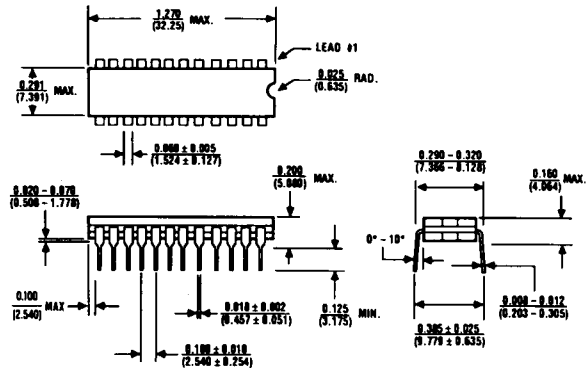 1.270
(32.25) MAX.
LEAD #1
0.291
(7.391) MAX.
0.025
(0.635) RAD.
0.060 ± 0.005
(1.524 ± 0.127)
0.290 – 0.320
(7.366 – 8.128)
0.200
(5.080) MAX.
0.160
(4.064) MAX.
0.020 – 0.070
(0.508 – 1.778)
0° – 10°
0.100
(2.540) MAX
0.018 ± 0.002
(0.457 ± 0.051)
0.125
(3.175) MIN.
0.008 – 0.012
(0.203 – 0.305)
0.100 ± 0.010
(2.540 ± 0.254)
0.385 ± 0.025
(9.779 ± 0.635)